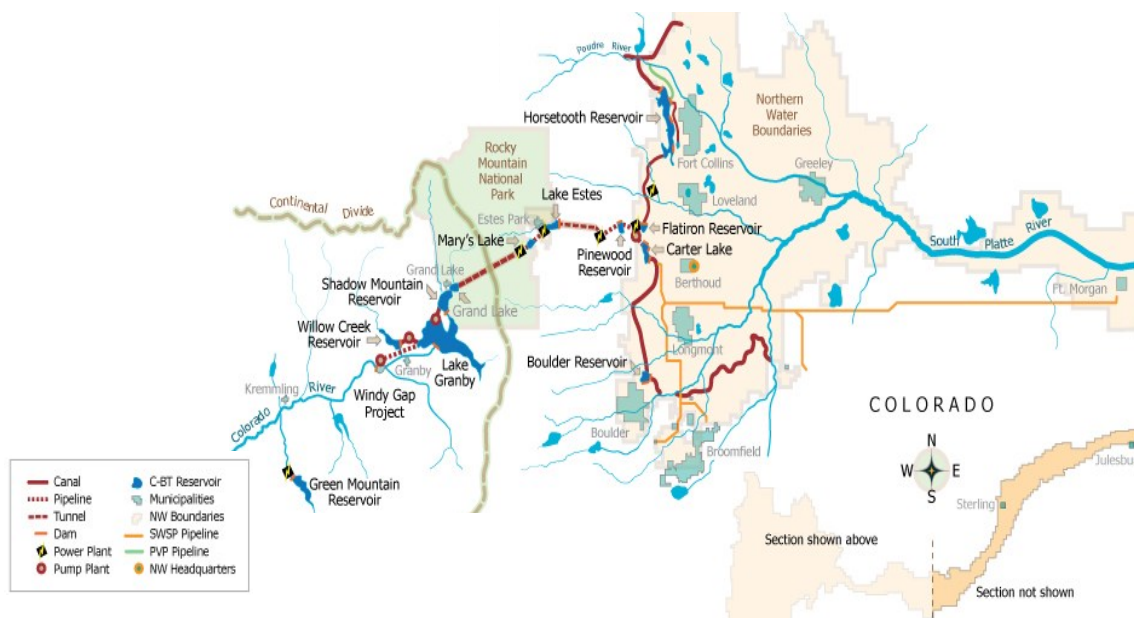 Poudre River
Horsetooth Reservoir
Northern
Water
Boundaries
Rocky
Mountain
National
Park
Fort Collins
Greeley
Continental Divide
Lake Estes
Estes Park
Loveland
Mary's Lake
Flatiron Reservoir
Pinewood
Reservoir
Carter Lake
South Platte River
Grand Lake
Berthoud
Shadow Mountain
Reservoir
Grand Lake
Ft. Morgan
Willow Creek
Reservoir
Longmont
Lake
Granby
Granby
Boulder Reservoir
Windy Gap
Project
Kremmling
Colorado River
COLORADO
Boulder
Broomfield
N
W E
S
Green Mountain
Reservoir
Julesbu
Sterling
Section shown above
Section not shown
Canal
Pipeline
Tunnel
Dam
Power Plant
Pump Plant
C-BT Reservoir
Municipalities
NW Boundaries
SWSP Pipeline
PVP Pipeline
NW Headquarters